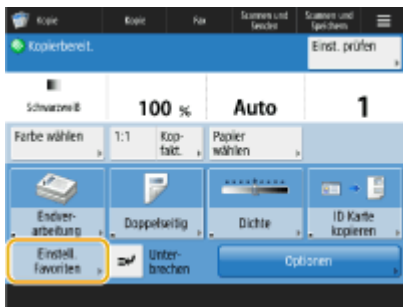 Kopie
Kopie
Fax
Scannen und
Senden
Scannen und
Speichern
Kopierbereit.
Einst. prüfen
Schwarzweiß
100 %
Auto
1
Farbe wählen
1:1
Kop-
fakt.
Papier
wählen
Endver-
arbeitung
Doppelseitig
Dichte
ID Karte
kopieren
Einstell.
Favoriten
Unter-
brechen
Optionen